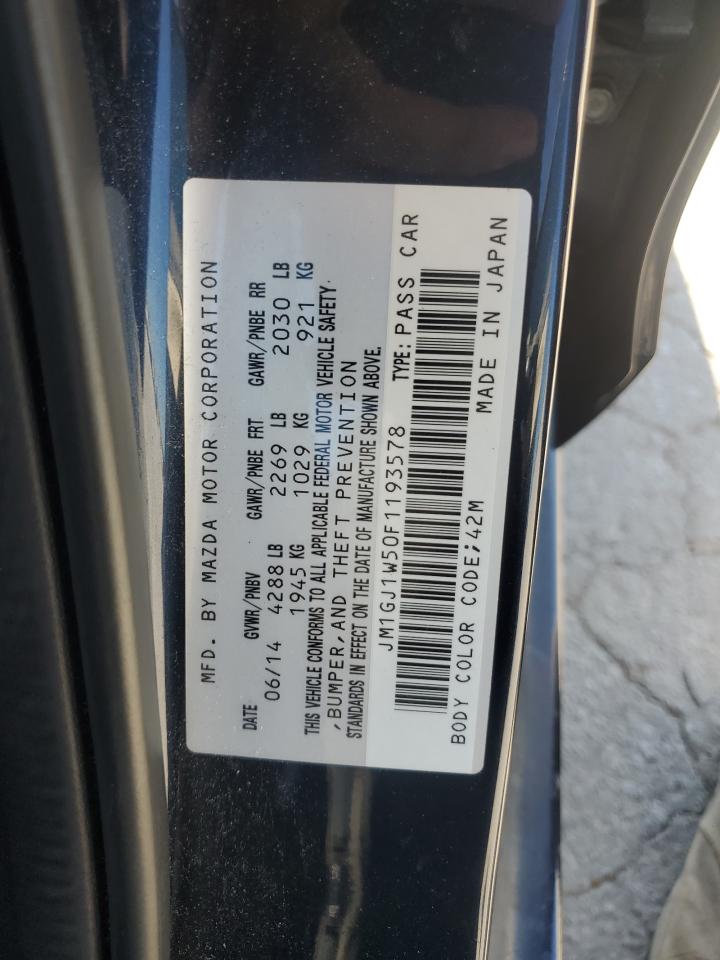 MFD. BY MAZDA MOTOR CORPORATION
DATE GVWR/PNBV GAWR/PNBE FRT GAWR/PNBE RR
06/14 4288 LB 2269 LB 2030 LB
1945 KG 1029 KG 921 KG
THIS VEHICLE CONFORMS TO ALL APPLICABLE FEDERAL MOTOR VEHICLE SAFETY
,BUMPER, AND THEFT PREVENTION
STANDARDS IN EFFECT ON THE DATE OF MANUFACTURE SHOWN ABOVE.
JM1GJ1W50F1193578 TYPE: PASS CAR
BODY COLOR CODE;42M MADE IN JAPAN